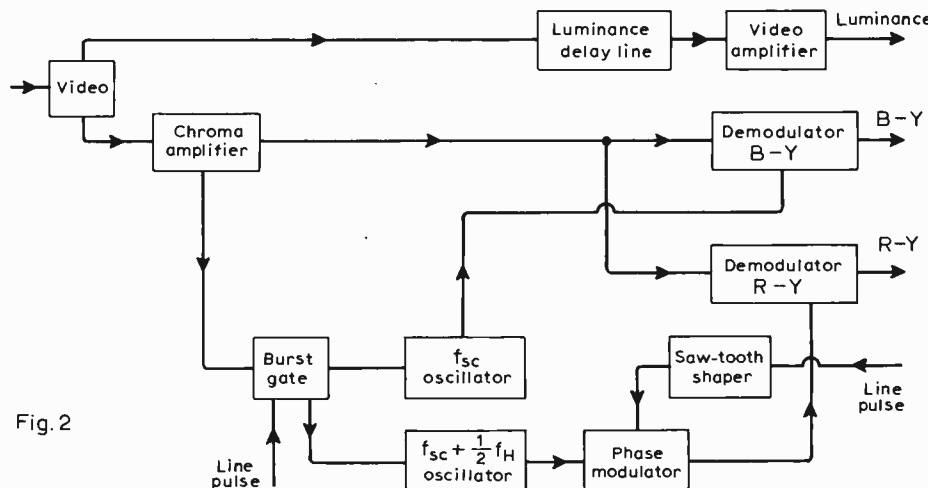 Luminance
Luminance
delay line
Video
amplifier
Video
Chroma
amplifier
Demodulator
B-Y
B-Y
Demodulator
R-Y
R-Y
Burst
gate
fsc
oscillator
Saw-tooth
shaper
Line
pulse
Fig. 2
Line
pulse
fsc + 1/2 fH
oscillator
Phase
modulator